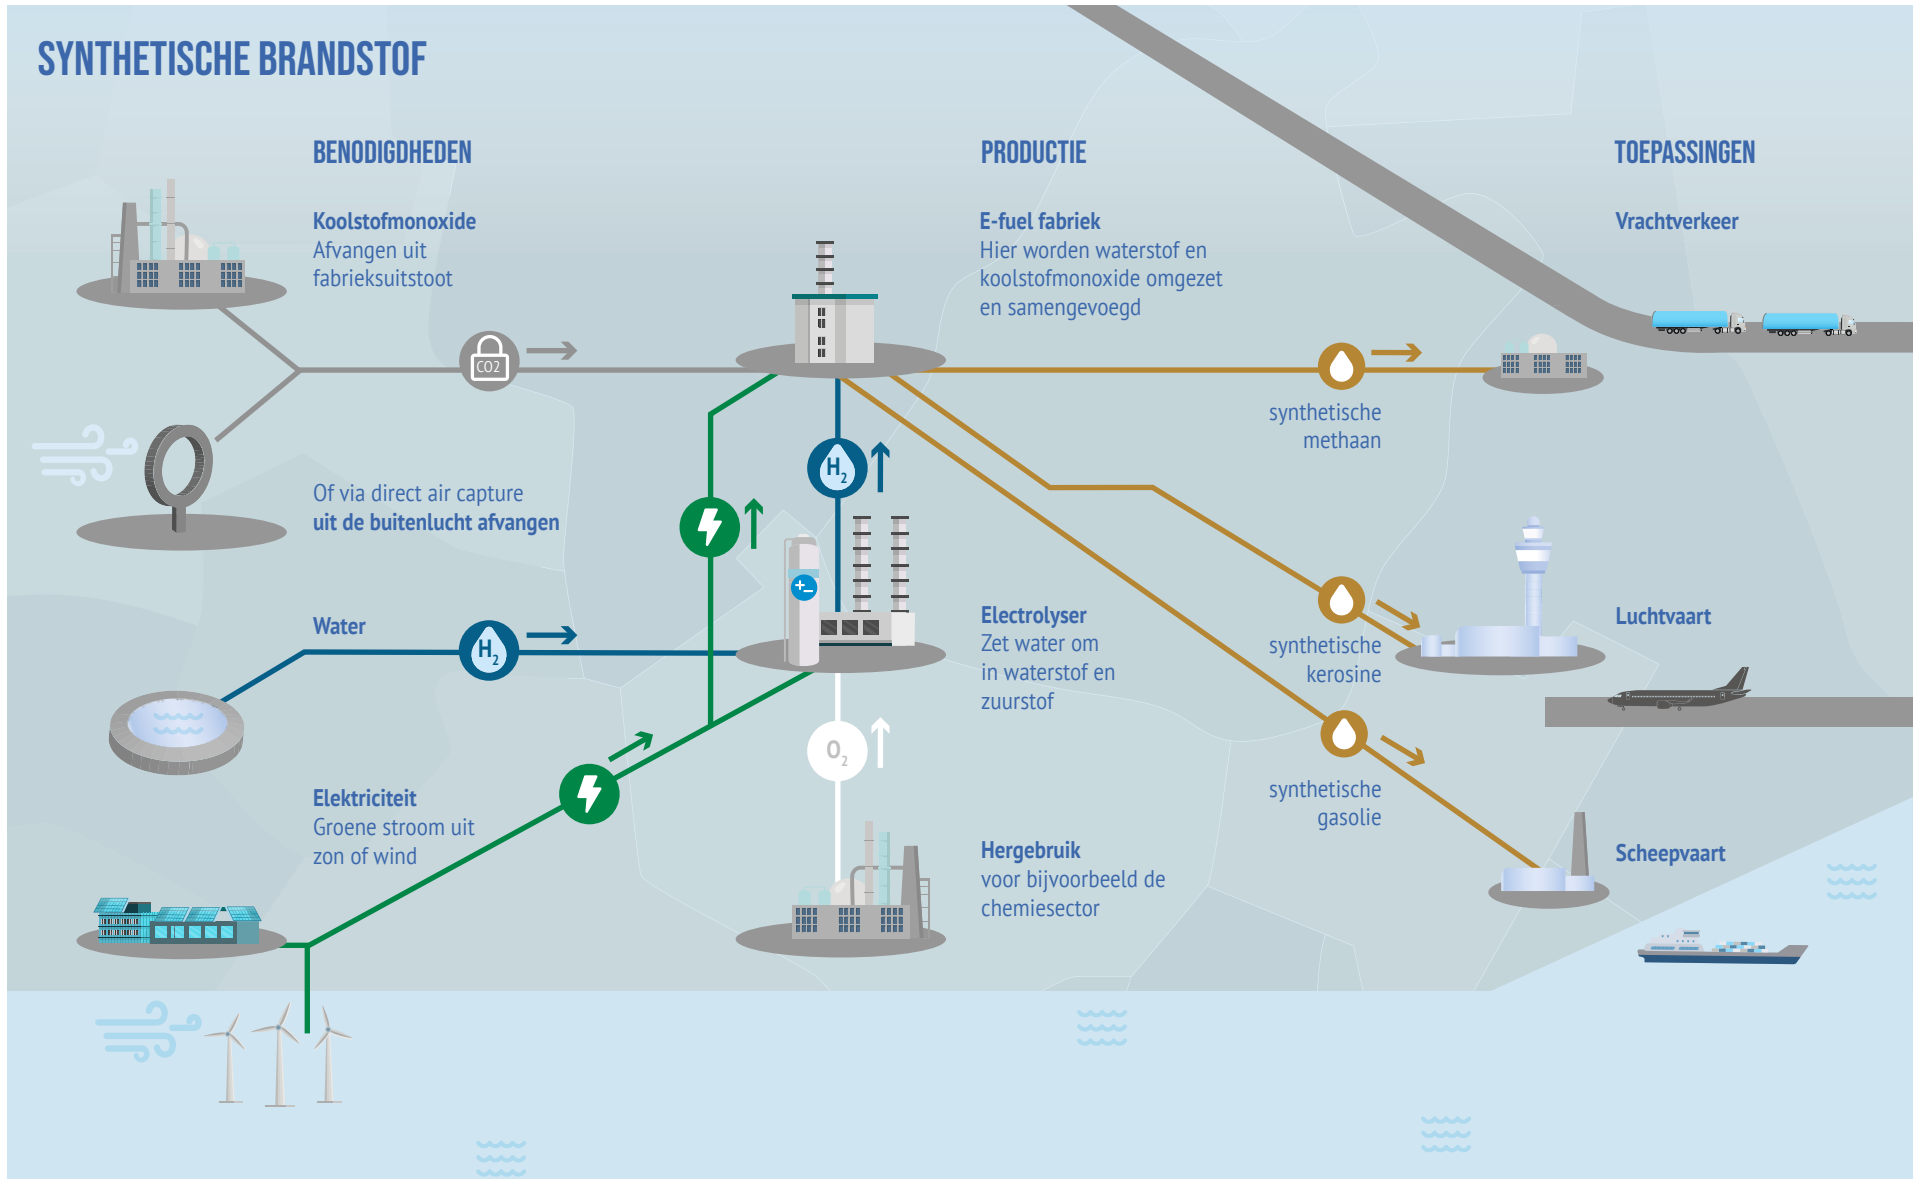 SYNTHETISCHE BRANDSTOF
BENODIGDHEDEN
Koolstofmonoxide
Afvangen uit
fabrieksuitstoot
CO2
Of via direct air capture
uit de buitenlucht afvangen
Water
H2
Elektriciteit
Groene stroom uit
zon of wind
PRODUCTIE
E-fuel fabriek
Hier worden waterstof en
koolstofmonoxide omgezet
en samengevoegd
H2
+-
Electrolyser
Zet water om
in waterstof en
zuurstof
O2
Hergebruik
voor bijvoorbeeld de
chemiesector
synthetische
methaan
synthetische
kerosine
synthetische
gasolie
TOEPASSINGEN
Vrachtverkeer
Luchtvaart
Scheepvaart